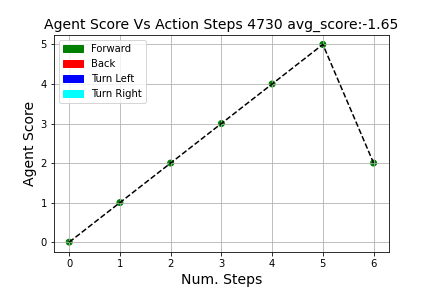 Agent Score Vs Action Steps 4730 avg_score:-1.65
Forward
Back
Turn Left
Turn Right
Agent Score
5
4
3
2
1
0
0 1 2 3 4 5 6
Num. Steps